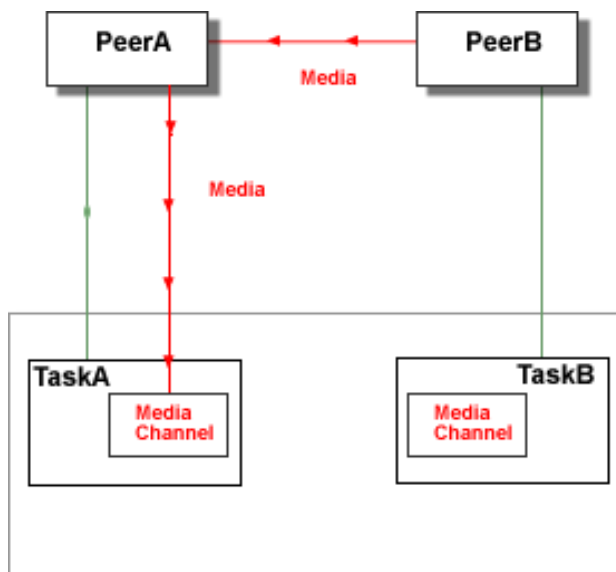 PeerA
PeerB
Media
Media
TaskA
TaskB
Media
Channel
Media
Channel